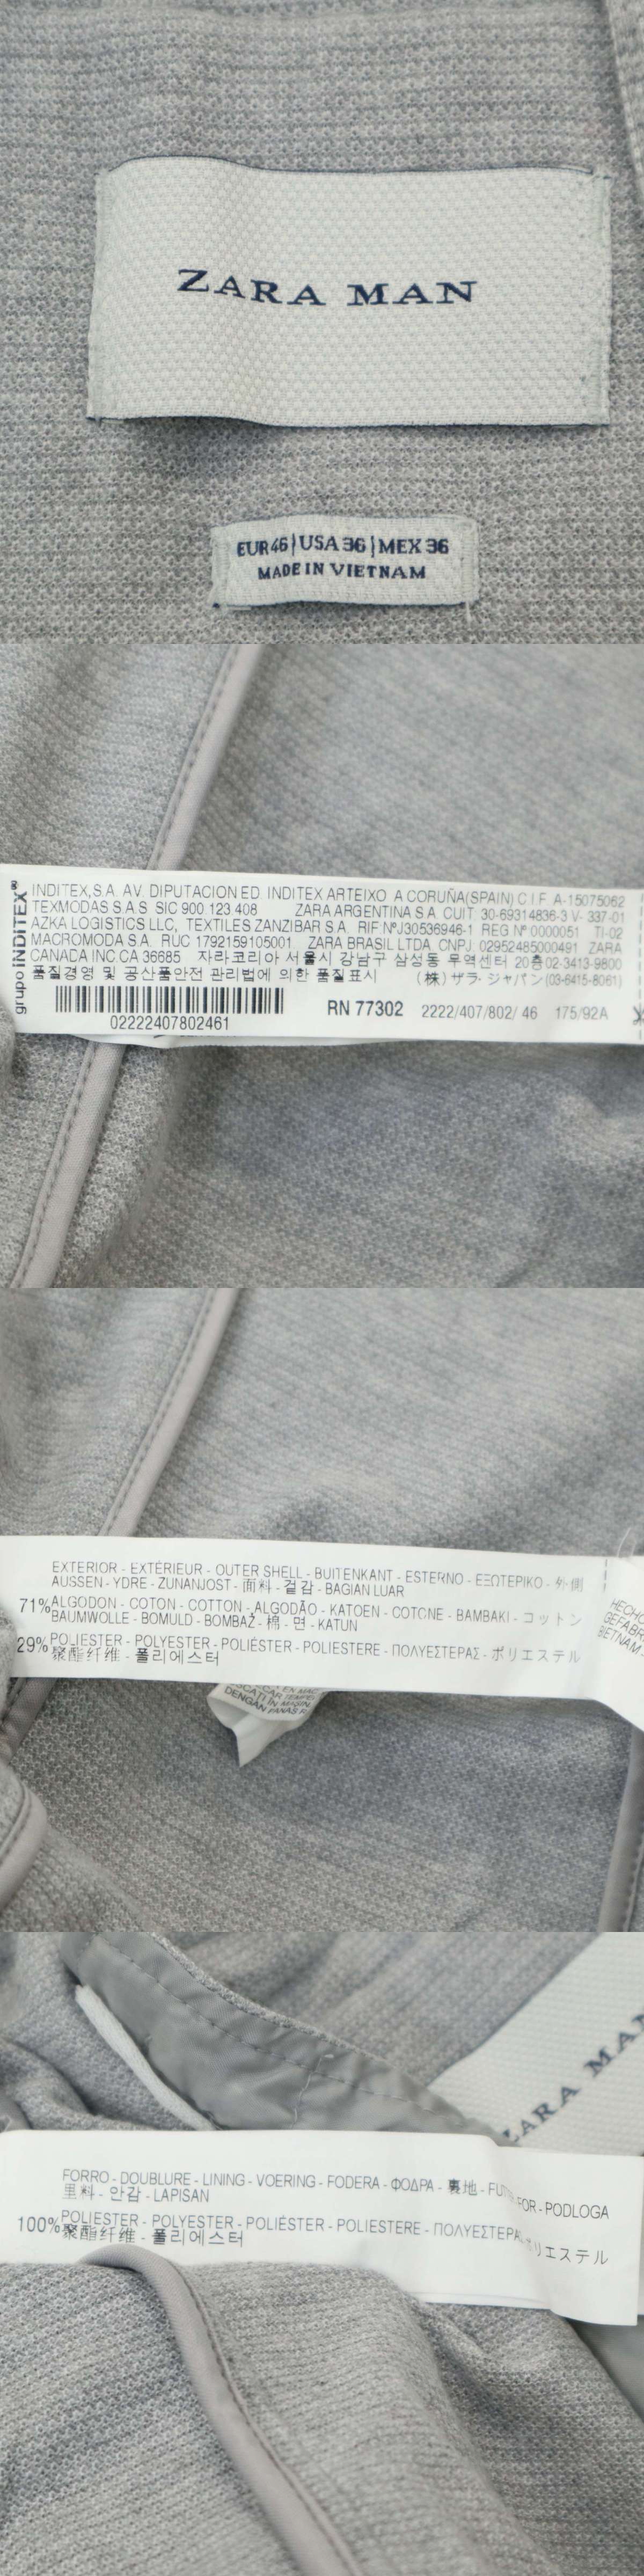 ZARA MAN
EUR 46 | USA 36 | MEX 36
MADE IN VIETNAM
grupo INDITEX®
INDITEX,S.A. AV. DIPUTACION ED. INDITEX ARTEIXO A CORUÑA(SPAIN) C.I.F. A-15075062
TEXMODAS S.A.S. SIC 900.123.408 ZARA ARGENTINA S.A. CUIT 30-69314836-3 V- 337-01
AZKA LOGISTICS LLC, TEXTILES ZANZIBAR S.A. RIF.NºJ30536946-1 REG Nº0000051 TI-02
MACROMODA S.A. RUC 1792159105001 ZARA BRASIL LTDA. CNPJ. 02952485000491 ZARA
CANADA INC.CA 36685 자라코리아 서울시 강남구 삼성동 무역센터 20층02-3413-9800
품질경영 및 공산품안전 관리법에 의한 품질표시 (株) ザラ・ジャパン(03-6415-8061)
02222407802461
RN 77302 2222/407/802/ 46 175/92A
EXTERIOR - EXTÉRIEUR - OUTER SHELL - BUITENKANT - ESTERNO - ΕΞΩΤΕΡΙΚΟ - 外側
AUSSEN - YDRE - ZUNANJOST - 面料 - 겉감 - BAGIAN LUAR
71% ALGODON - COTON - COTTON - ALGODÃO - KATOEN - COTONE - BAMBAKI - コットン
BAUMWOLLE - BOMULD - BOMBAŽ - 棉 - 면 - KATUN
29% POLIESTER - POLYESTER - POLIÉSTER - POLIESTERE - ΠΟΛΥΕΣΤΕΡΑΣ - ポリエステル
聚酯纤维 - 폴리에스터
HECHO
GEFABR
DENGAN PANAS
FORRO - DOUBLURE - LINING - VOERING - FODERA - ΦΟΔΡΑ - 裏地 - FOR - PODLOGA
里料 - 안감 - LAPISAN
100% POLIESTER - POLYESTER - POLIÉSTER - POLIESTERE - ΠΟΛΥΕΣΤΕΡΑΣ リエステル
聚酯纤维 - 폴리에스터
ZARA MAN